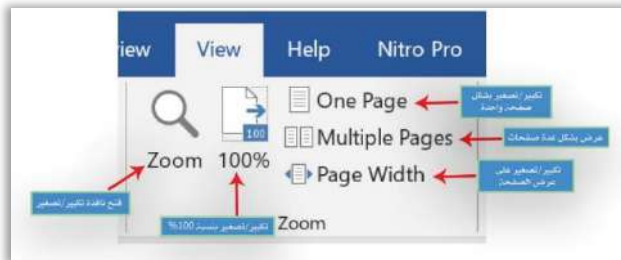 iew View Help Nitro Pro
One Page
تكبير/تصغير بشكل
صفحة واحدة
Multiple Pages
عرض بشكل عدة صفحات
Zoom 100%
Page Width
تكبير/تصغير على
عرض الصفحة
فتح نافذة تكبير/تصغير
تكبير/تصغير بنسبة 100%
Zoom